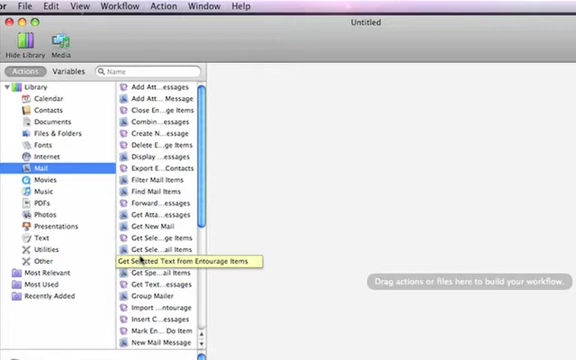 or File Edit View Workflow Action Window Help
Untitled
Hide Library Media
Actions Variables Name
Library
Calendar
Contacts
Documents
Files & Folders
Fonts
Internet
Mail
Movies
Music
PDFs
Photos
Presentations
Text
Utilities
Other
Most Relevant
Most Used
Recently Added
Add Att...essages
Add Att... Message
Close En...ge Items
Combin...essages
Create N...essage
Delete E...ge Items
Display ...essages
Export E...Contacts
Filter Mail Items
Find Mail Items
Forward...essages
Get Atta...essages
Get New Mail
Get Sele...ge Items
Get Sele...ail Items
Get Selected Text from Entourage Items
Get Spe...ail Items
Get Text...essages
Group Mailer
Import ...ntourage
Insert C...essages
Mark En... Do Item
New Mail Message
Drag actions or files here to build your workflow.